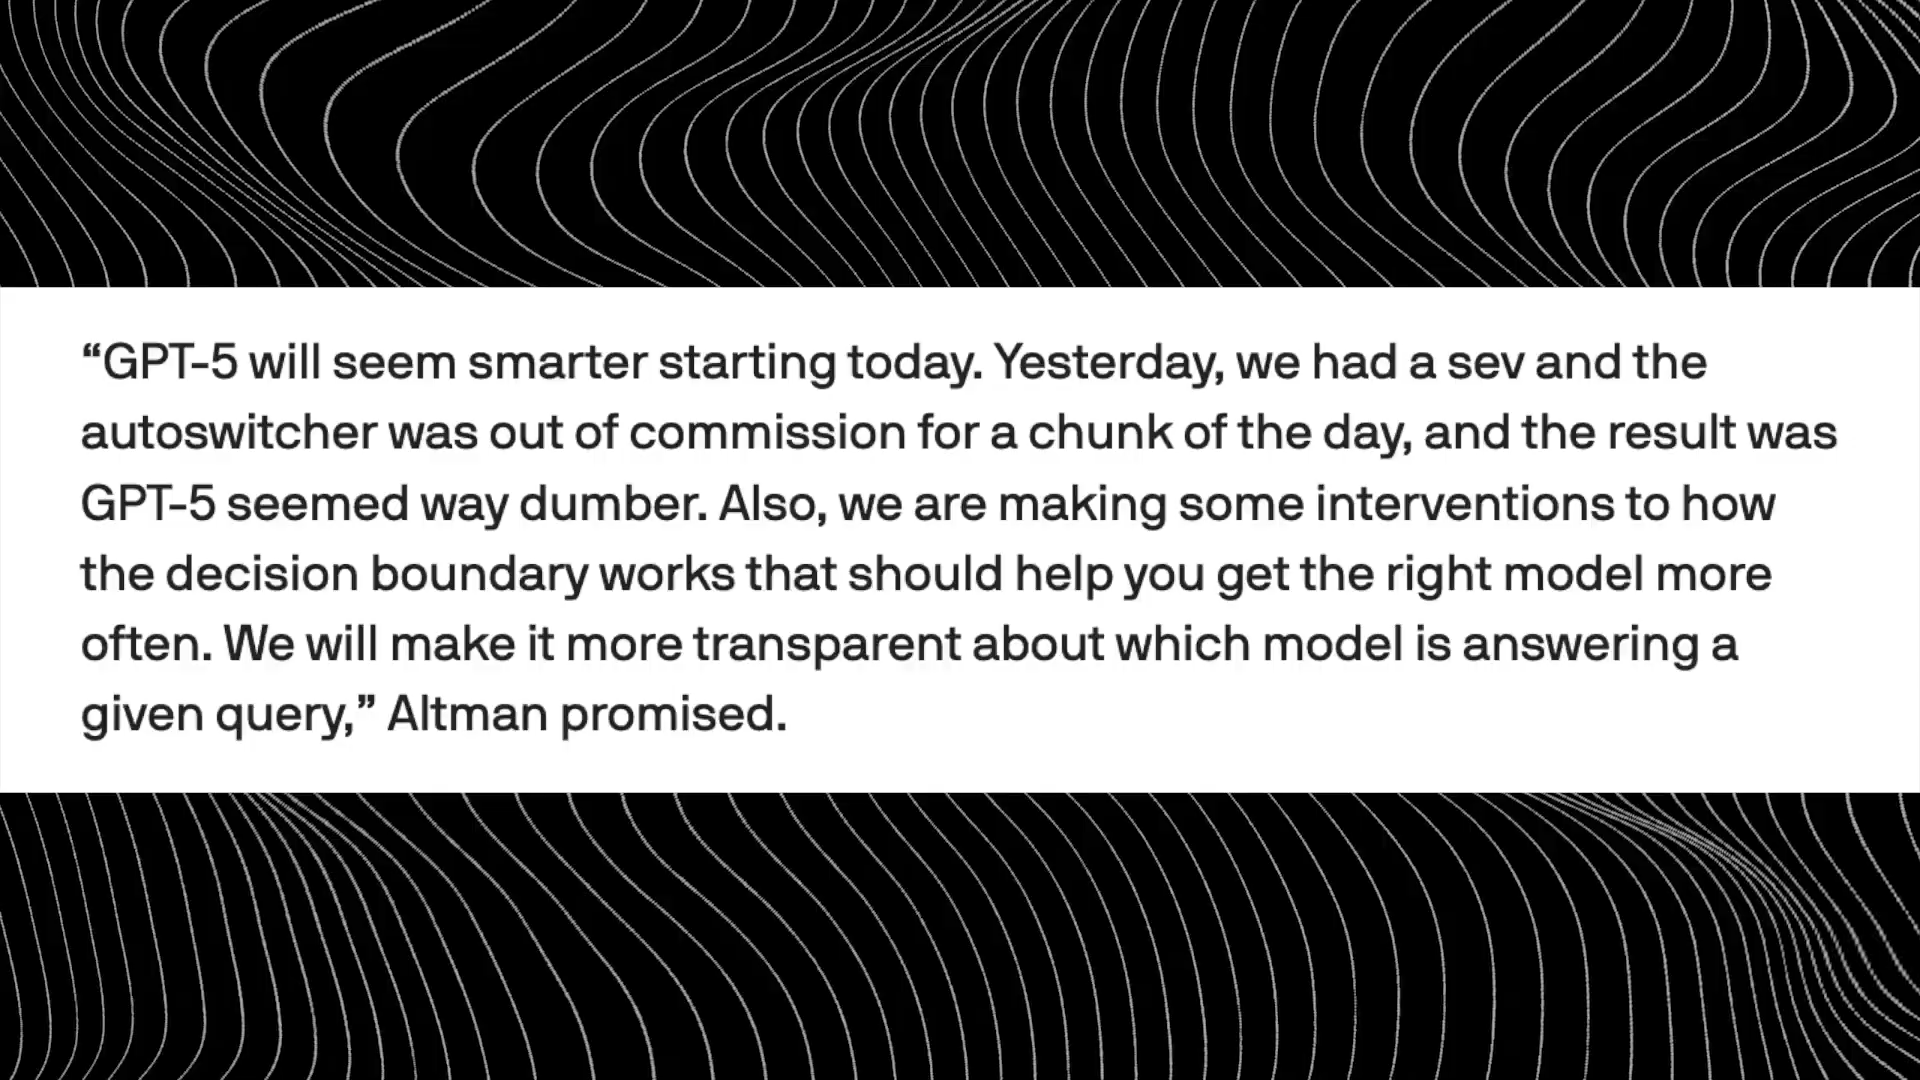 “GPT-5 will seem smarter starting today. Yesterday, we had a sev and the
autoswitcher was out of commission for a chunk of the day, and the result was
GPT-5 seemed way dumber. Also, we are making some interventions to how
the decision boundary works that should help you get the right model more
often. We will make it more transparent about which model is answering a
given query,” Altman promised.